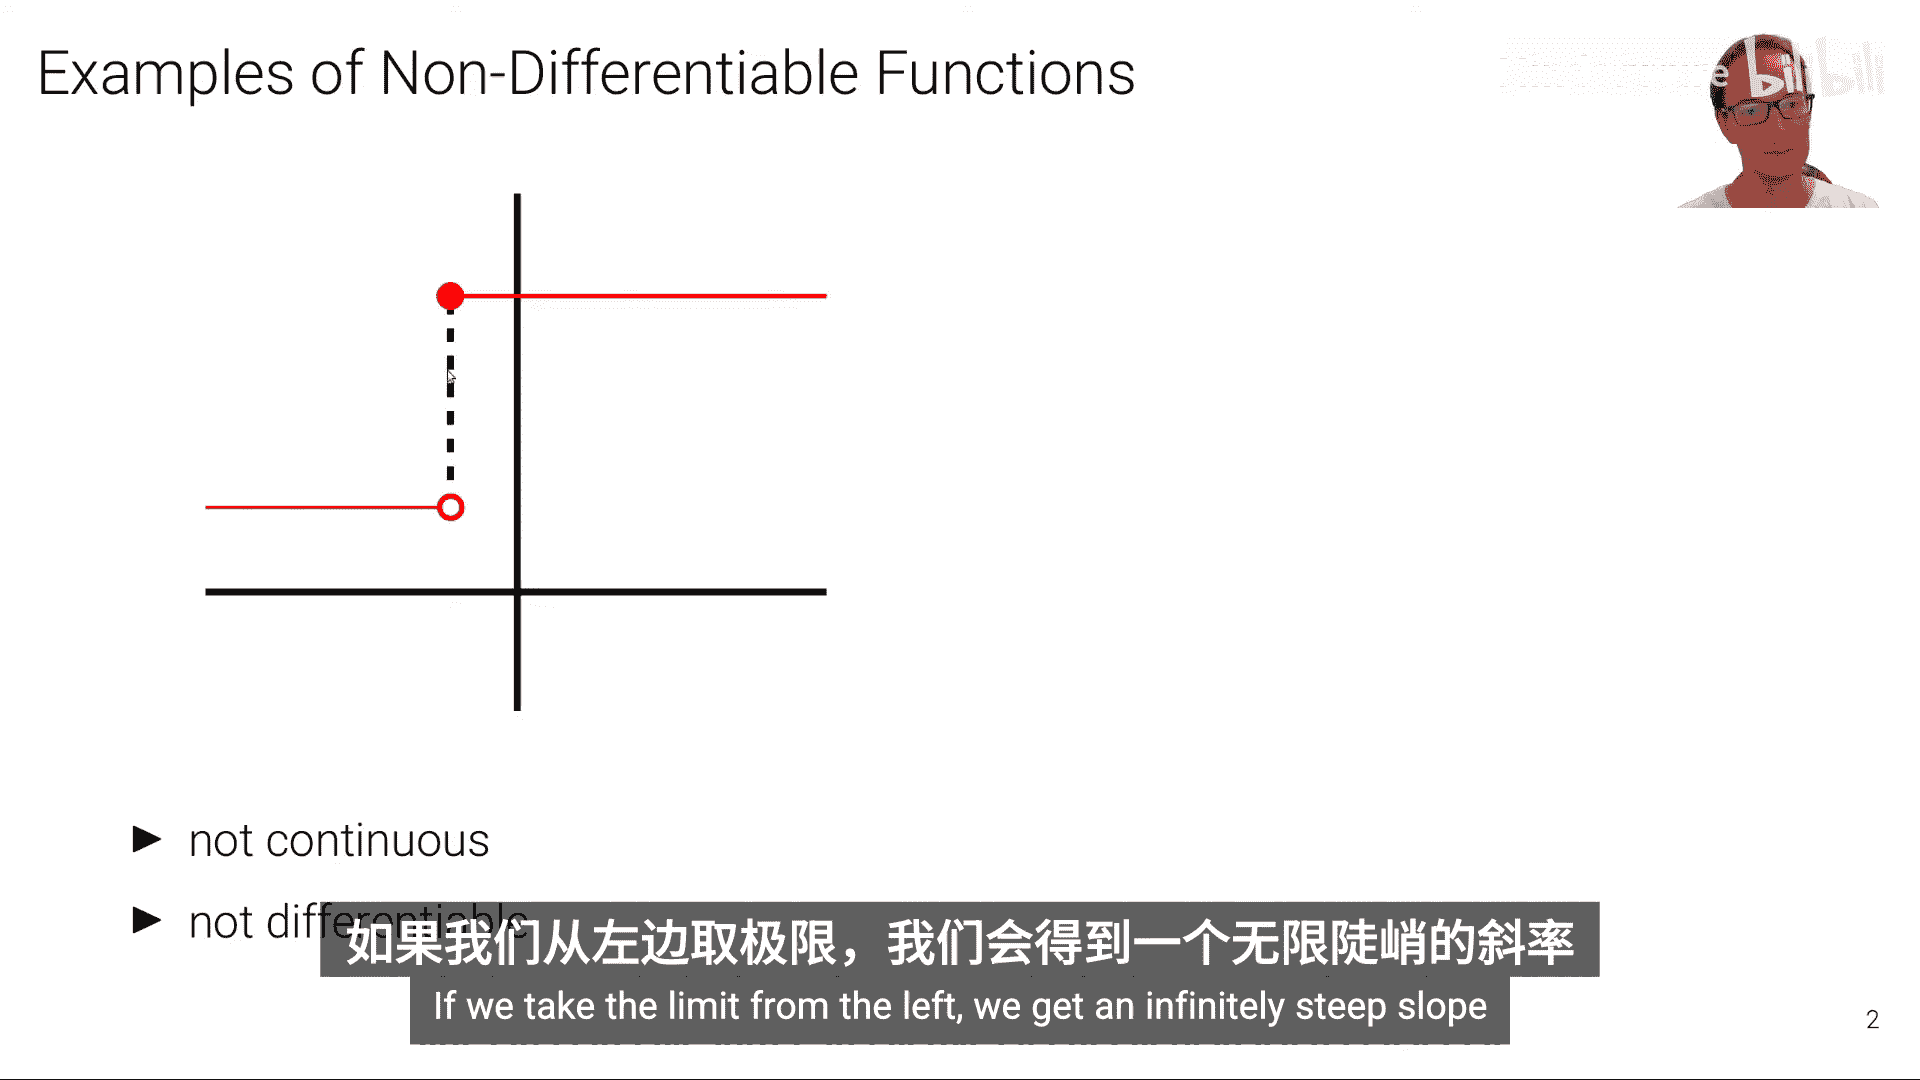 Examples of Non-Differentiable Functions
bilibili
not continuous
not differentiable
如果我们从左边取极限，我们会得到一个无限陡峭的斜率
If we take the limit from the left, we get an infinitely steep slope
2